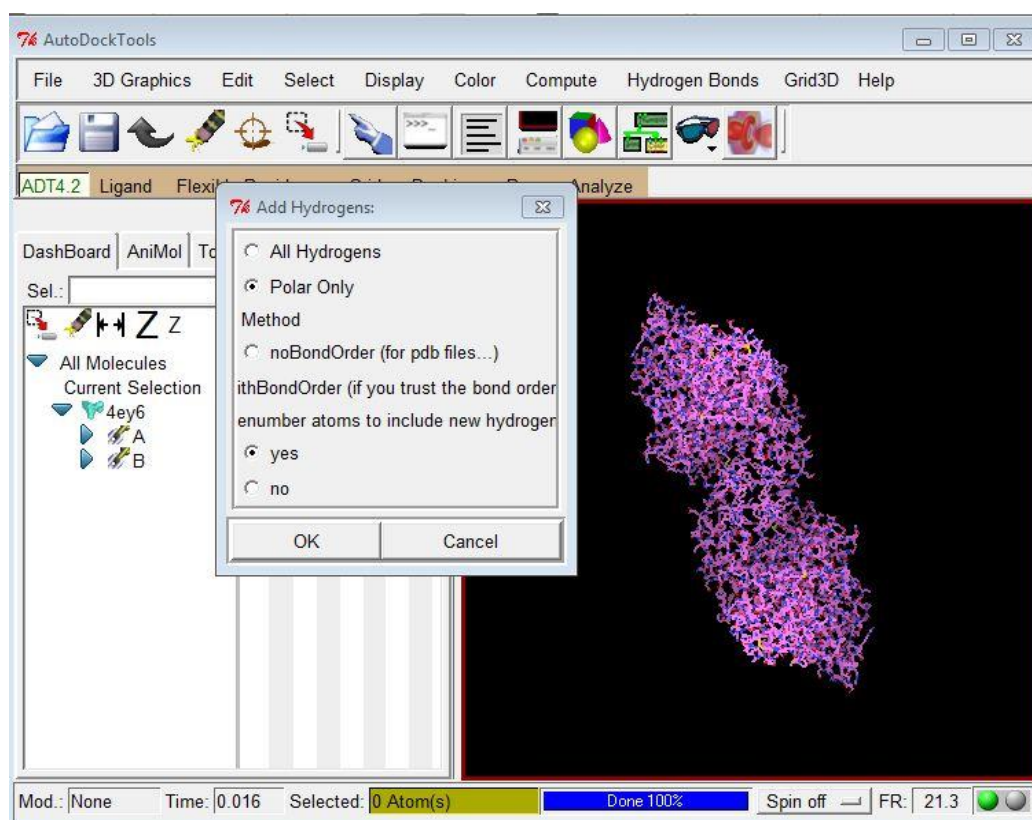 AutoDockTools
File 3D Graphics Edit Select Display Color Compute Hydrogen Bonds Grid3D Help
>>>_
ADT4.2 Ligand Analyze
Add Hydrogens:
All Hydrogens
Polar Only
Method
noBondOrder (for pdb files...)
ithBondOrder (if you trust the bond order
enumber atoms to include new hydrogen
yes
no
OK Cancel
DashBoard AniMol To
Sel.:
Z Z
All Molecules
Current Selection
4ey6
A
B
Mod.: None Time: 0.016 Selected: 0 Atom(s) Done 100% Spin off FR: 21.3